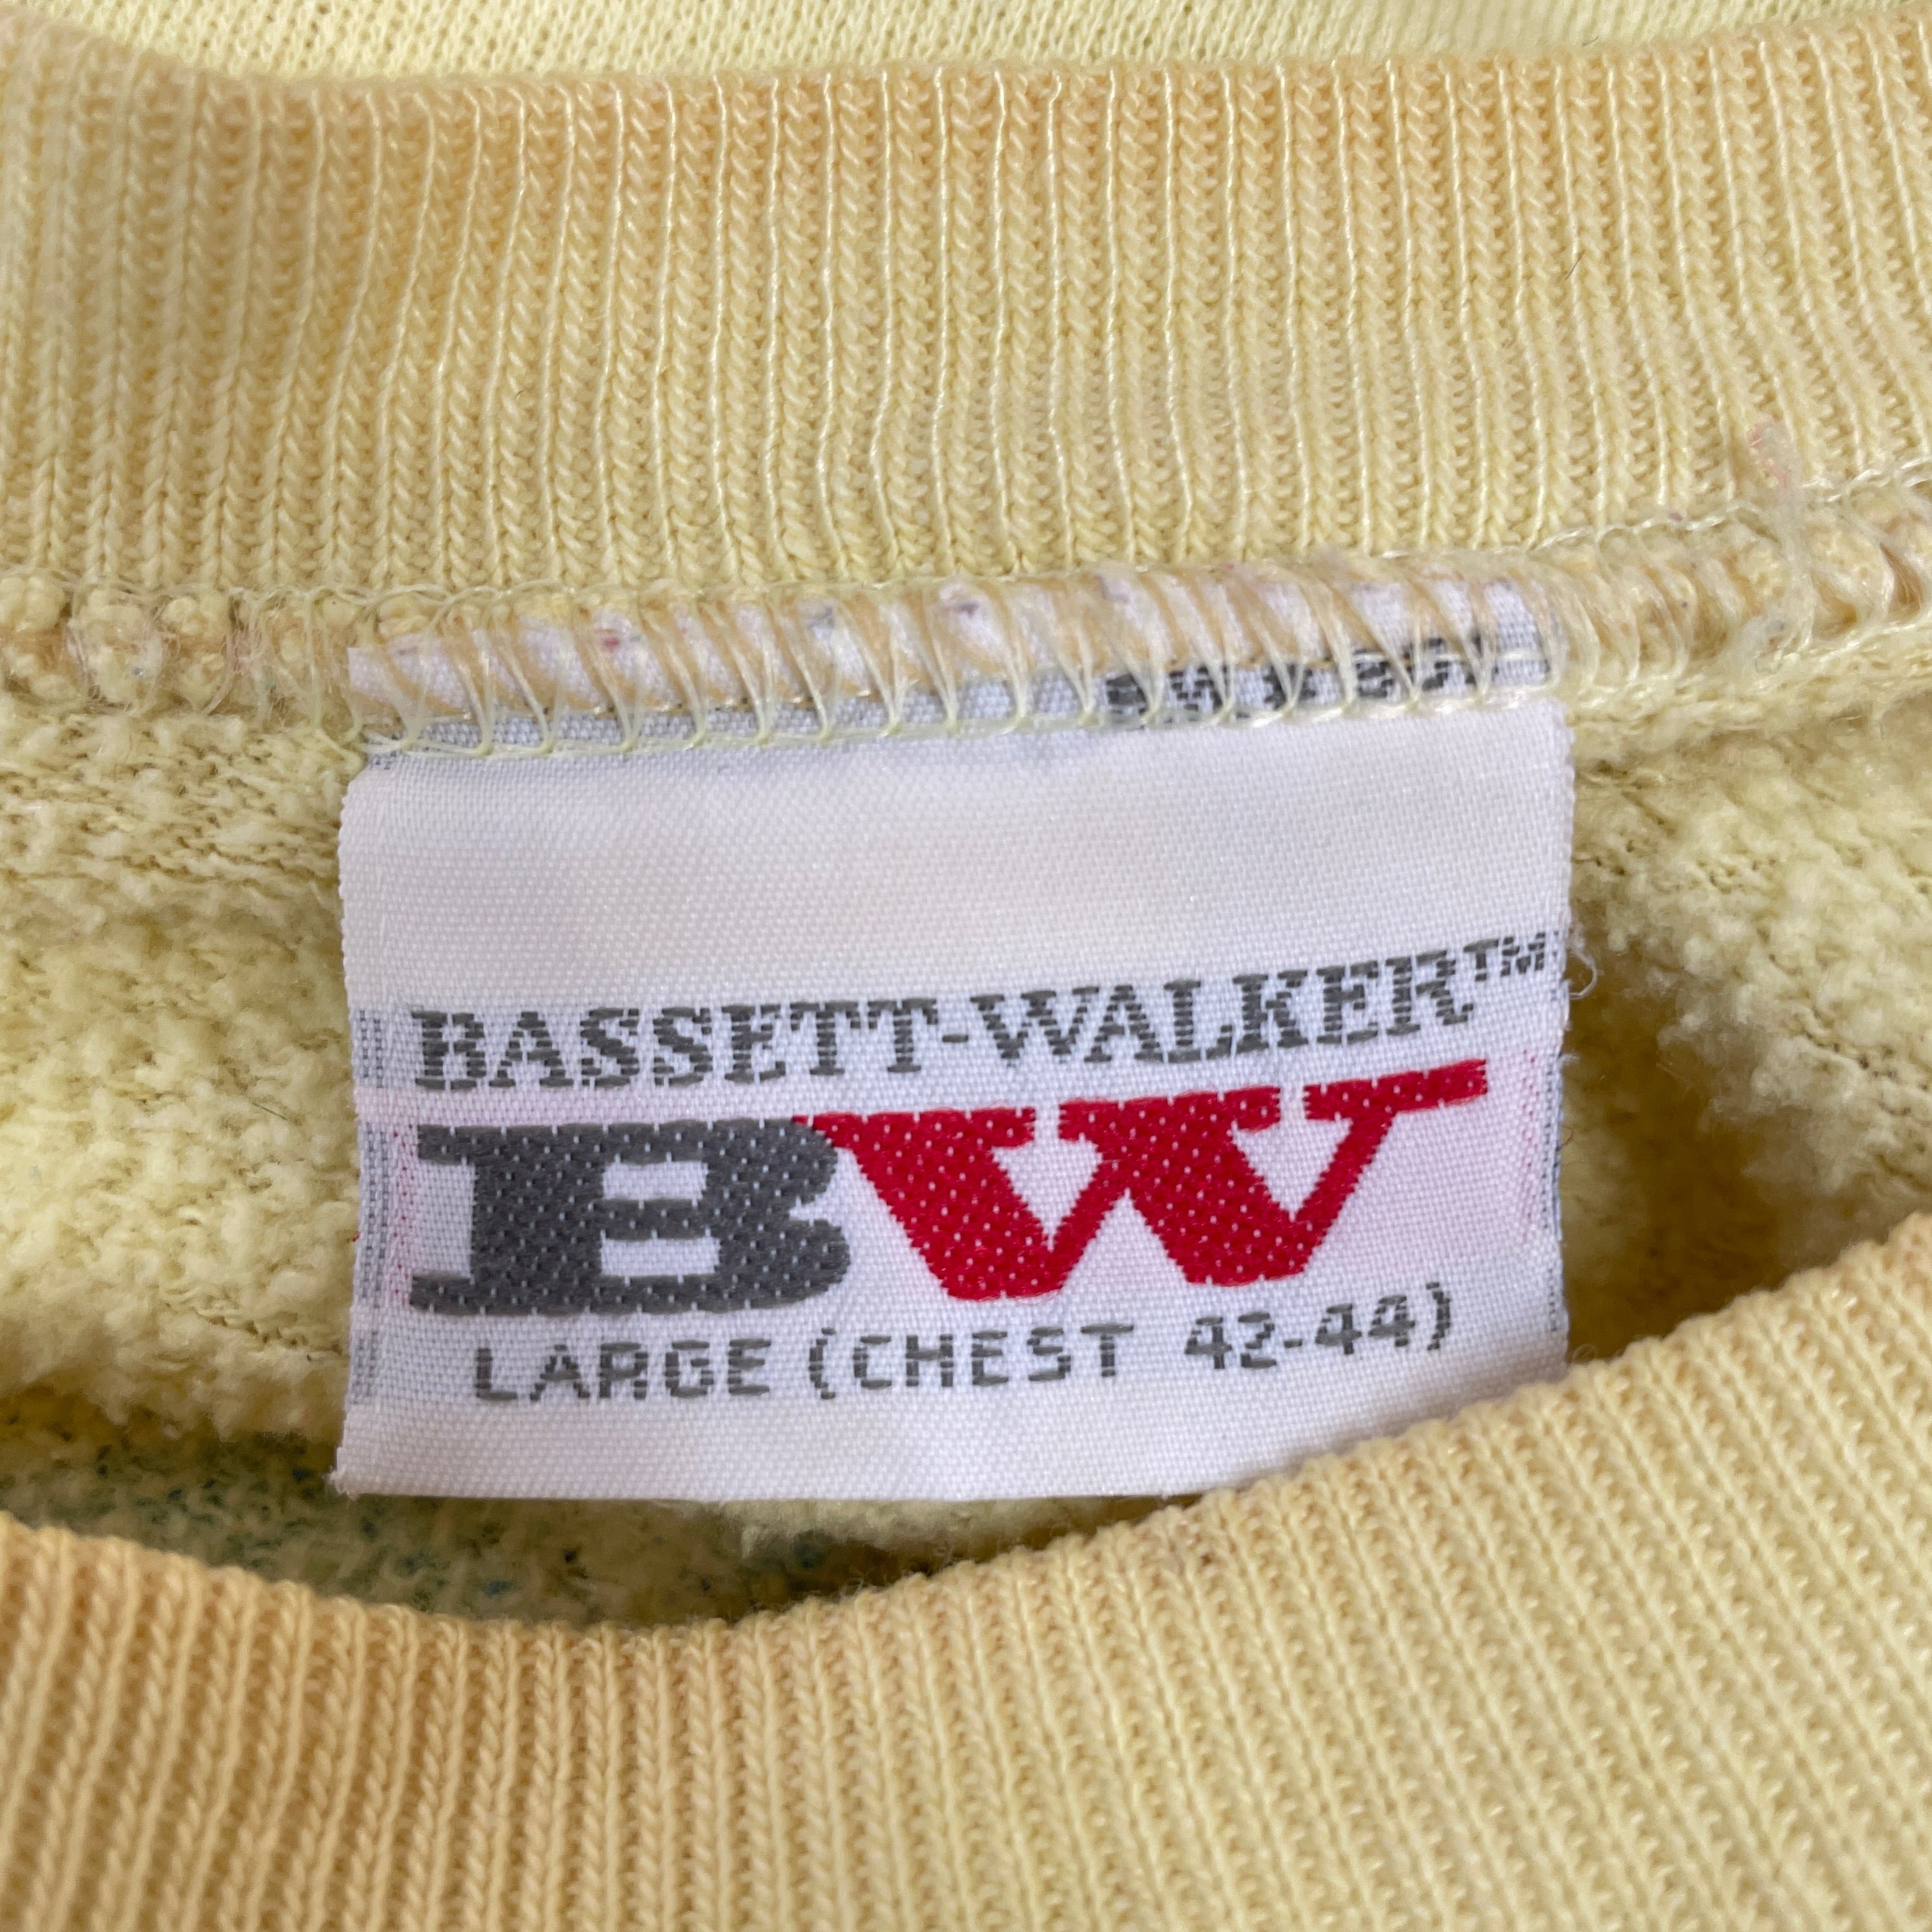 BASSETT-WALKER™
BW
LARGE (CHEST 42-44)